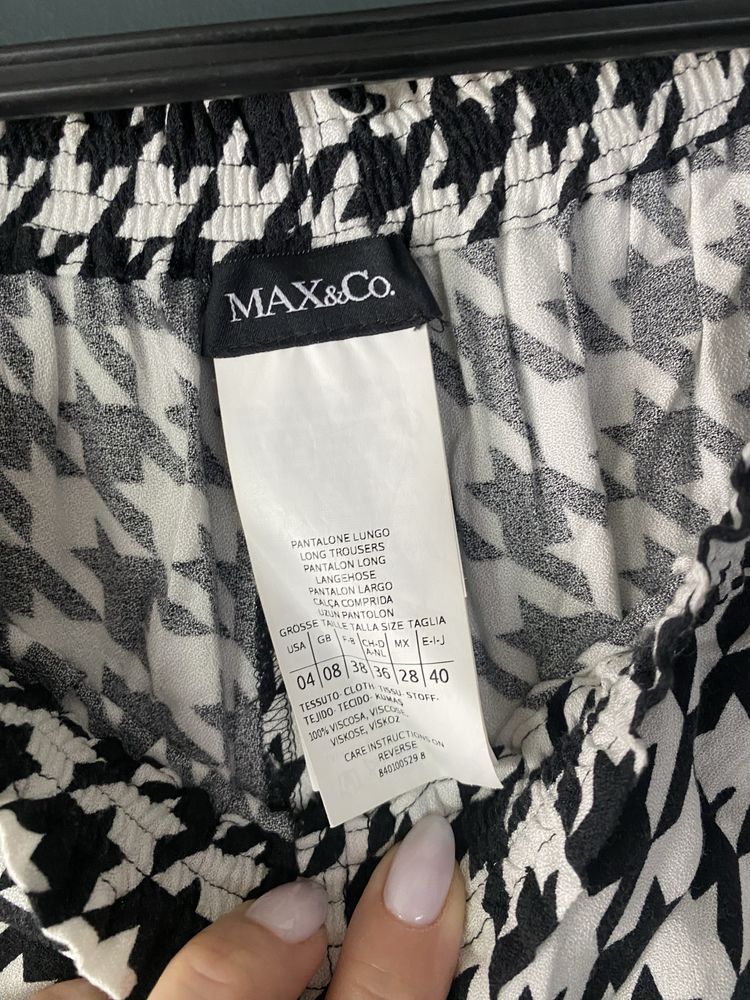 MAX&Co.
PANTALONE LUNGO
LONG TROUSERS
PANTALON LONG
LANGEHOSE
PANTALON LARGO
CALÇA COMPRIDA
UZUN PANTOLON
GROSSE TAILLE TALLA SIZE TAGLIA
USA GB F-B CH-D A-NL MX E-I-J
04 08 38 36 28 40
TESSUTO- CLOTH- TISSU- STOFF-
TEJIDO- TECIDO- KUMAS
100% VISCOSA, VISCOSE,
VISKOSE, VISKOZ
CARE INSTRUCTIONS ON
REVERSE
840100529 8